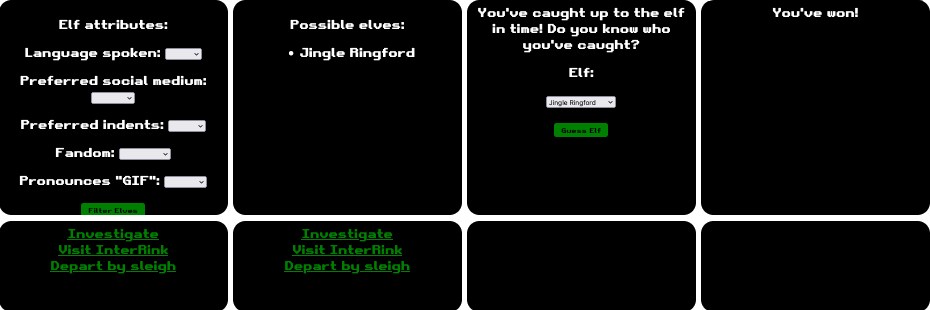 Elf attributes:
Language spoken:
Preferred social medium:
Preferred indents:
Fandom:
Pronounces "GIF":
Filter Elves
Investigate
Visit InterRink
Depart by sleigh
Possible elves:
• Jingle Ringford
Investigate
Visit InterRink
Depart by sleigh
You've caught up to the elf
in time! Do you know who
you've caught?
Elf:
Jingle Ringford
Guess Elf
You've won!